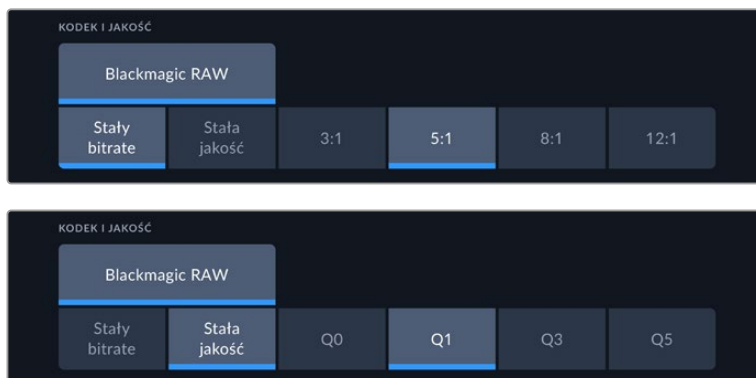 KODEK I JAKOŚĆ
Blackmagic RAW
Stały bitrate
Stała jakość
3:1
5:1
8:1
12:1
KODEK I JAKOŚĆ
Blackmagic RAW
Stały bitrate
Stała jakość
Q0
Q1
Q3
Q5